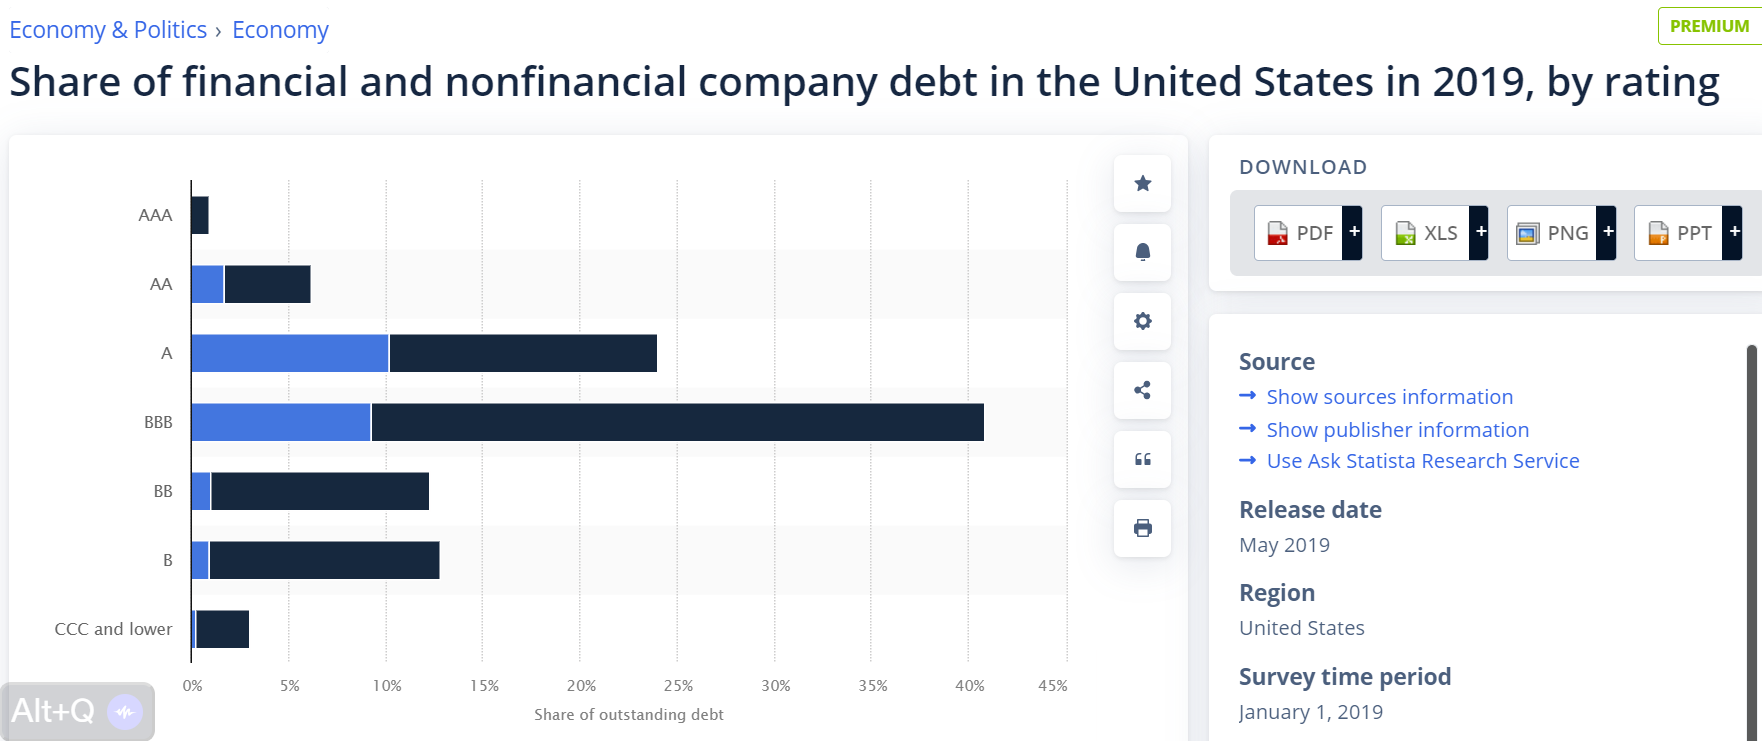 Economy & Politics › Economy
PREMIUM
Share of financial and nonfinancial company debt in the United States in 2019, by rating
AAA
AA
A
BBB
BB
B
CCC and lower
0% 5% 10% 15% 20% 25% 30% 35% 40% 45%
Share of outstanding debt
Alt+Q
DOWNLOAD
PDF + XLS + PNG + PPT +
Source
→ Show sources information
→ Show publisher information
→ Use Ask Statista Research Service
Release date
May 2019
Region
United States
Survey time period
January 1, 2019